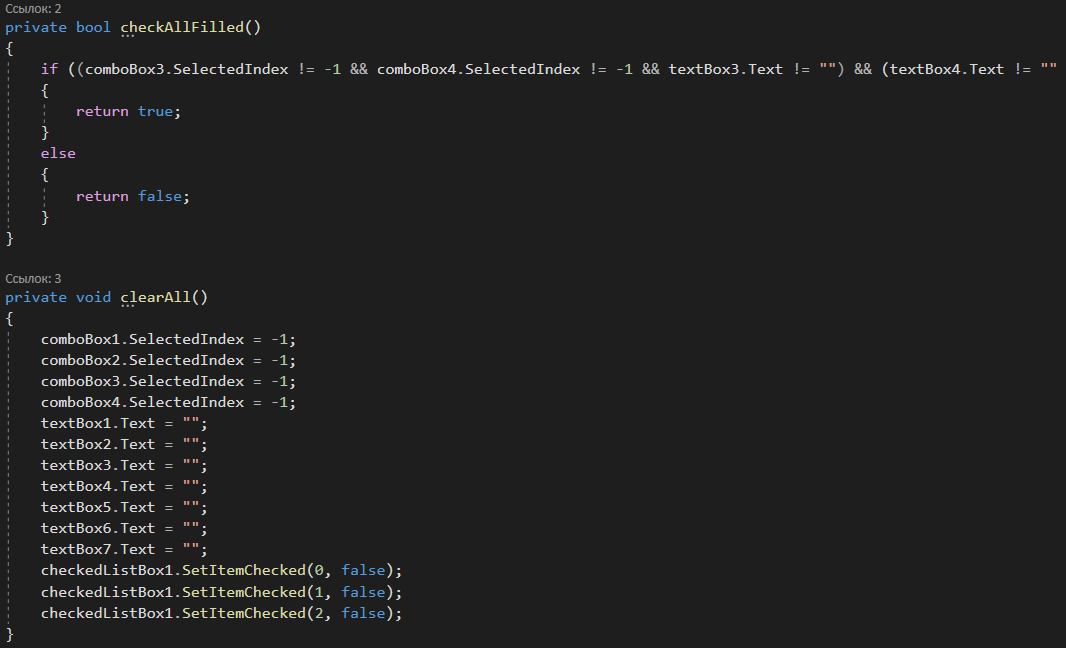 Ссылок: 2
private bool checkAllFilled()
{
    if ((comboBox3.SelectedIndex != -1 && comboBox4.SelectedIndex != -1 && textBox3.Text != "") && (textBox4.Text != ""
    {
        return true;
    }
    else
    {
        return false;
    }
}
Ссылок: 3
private void clearAll()
{
    comboBox1.SelectedIndex = -1;
    comboBox2.SelectedIndex = -1;
    comboBox3.SelectedIndex = -1;
    comboBox4.SelectedIndex = -1;
    textBox1.Text = "";
    textBox2.Text = "";
    textBox3.Text = "";
    textBox4.Text = "";
    textBox5.Text = "";
    textBox6.Text = "";
    textBox7.Text = "";
    checkedListBox1.SetItemChecked(0, false);
    checkedListBox1.SetItemChecked(1, false);
    checkedListBox1.SetItemChecked(2, false);
}